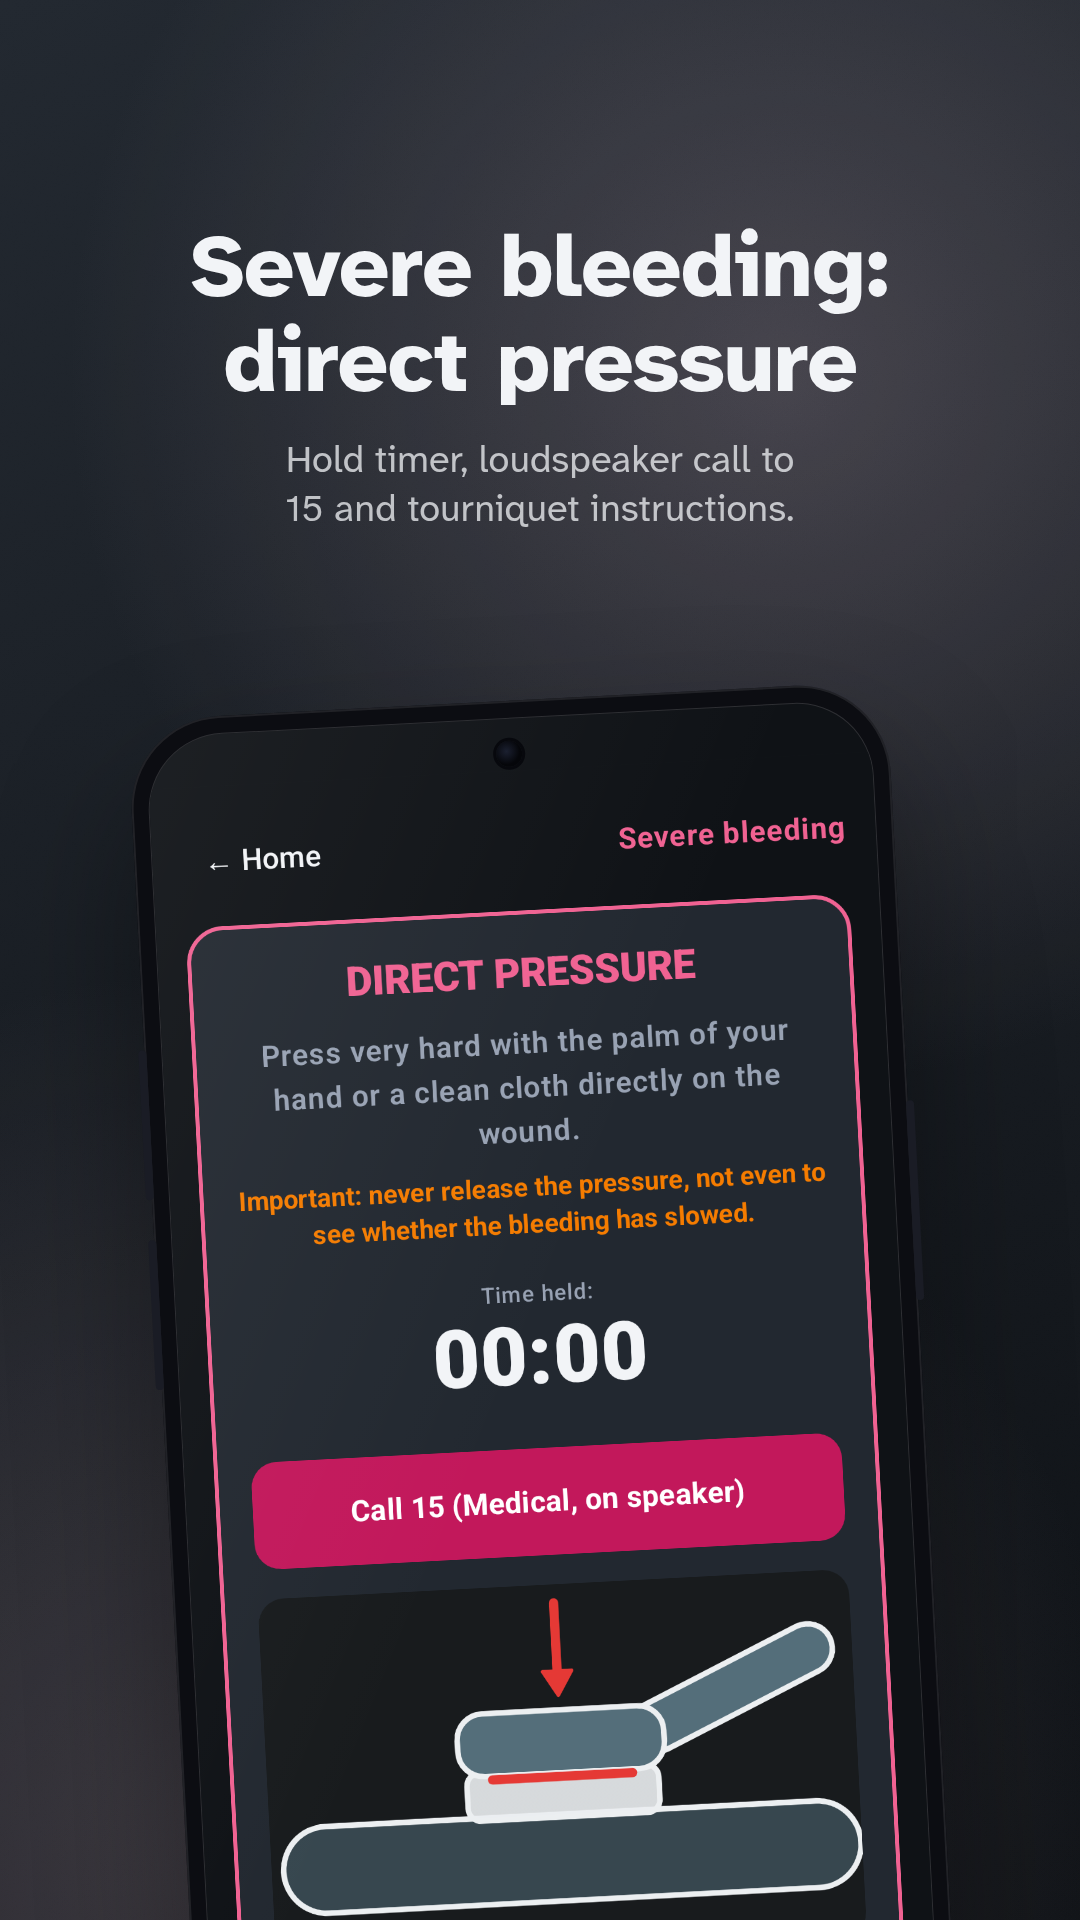 Severe bleeding:
direct pressure
Hold timer, loudspeaker call to
15 and tourniquet instructions.
← Home
Severe bleeding
DIRECT PRESSURE
Press very hard with the palm of your
hand or a clean cloth directly on the
wound.
Important: never release the pressure, not even to
see whether the bleeding has slowed.
Time held:
00:00
Call 15 (Medical, on speaker)